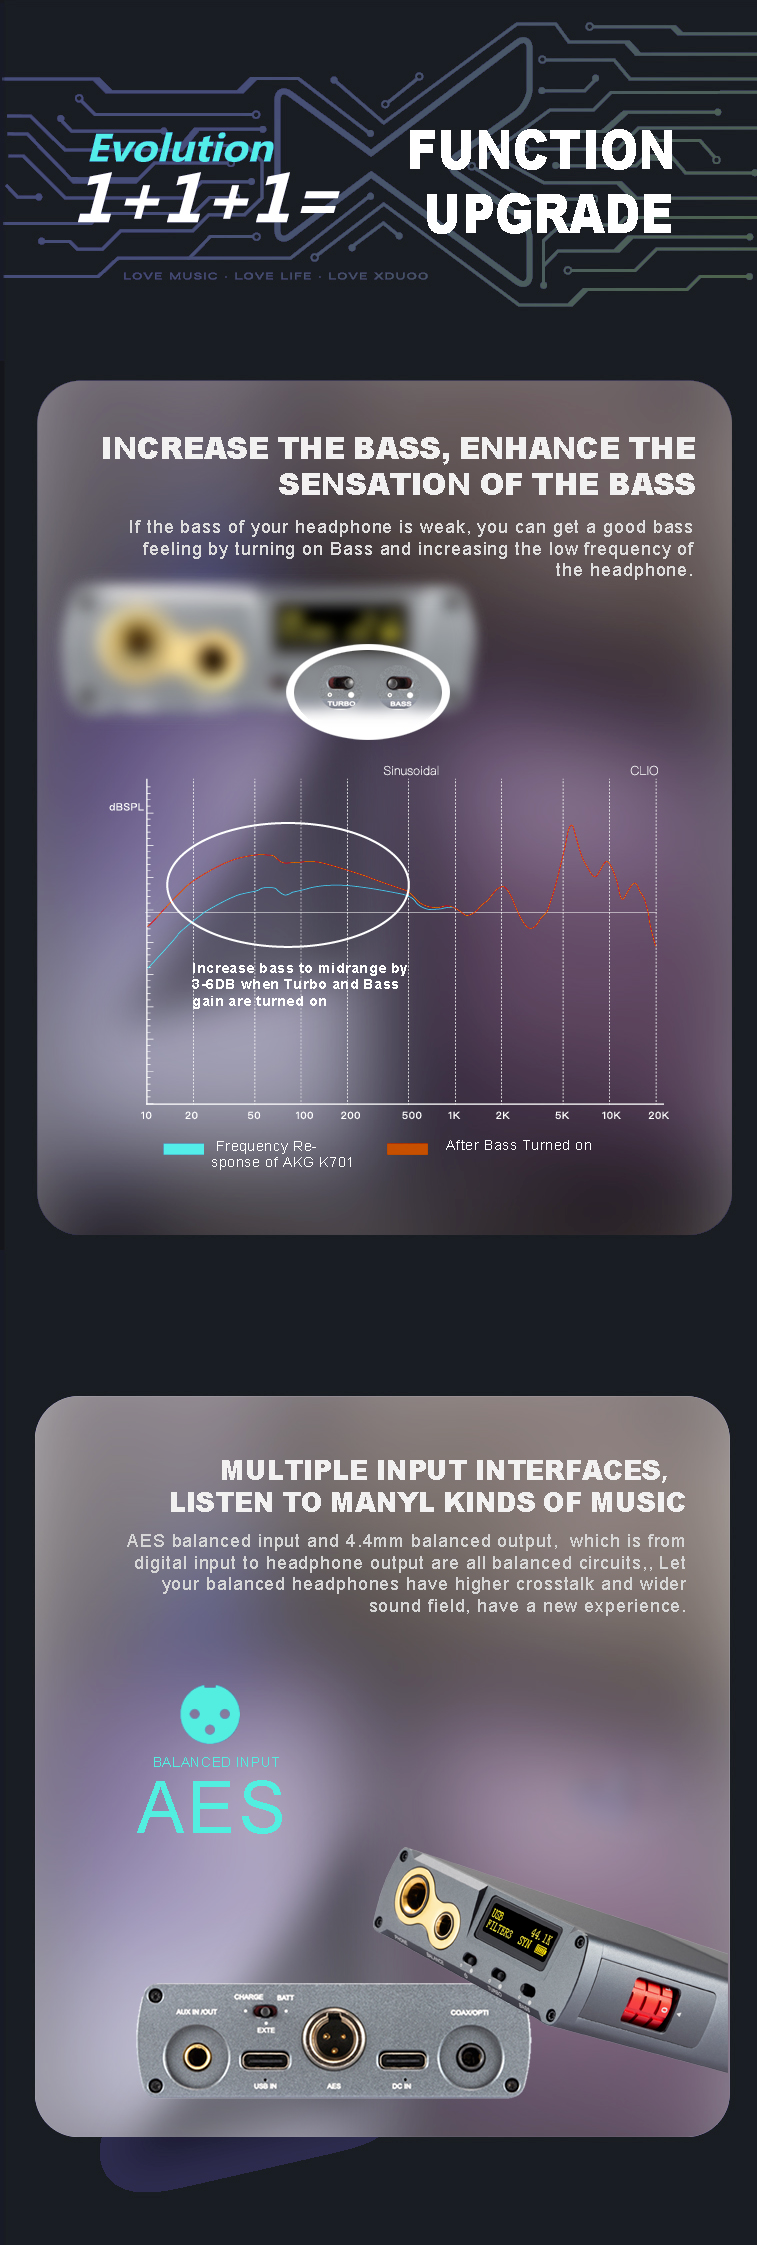 Evolution
1+1+1=
FUNCTION
UPGRADE
LOVE MUSIC · LOVE LIFE · LOVE XDUOO
INCREASE THE BASS, ENHANCE THE
SENSATION OF THE BASS
If the bass of your headphone is weak, you can get a good bass
feeling by turning on Bass and increasing the low frequency of
the headphone.
TURBO
BASS
Sinusoidal
CLIO
dBSPL
Increase bass to midrange by
3-6DB when Turbo and Bass
gain are turned on
10 20 50 100 200 500 1K 2K 5K 10K 20K
Frequency Re-
sponse of AKG K701
After Bass Turned on
MULTIPLE INPUT INTERFACES,
LISTEN TO MANYL KINDS OF MUSIC
AES balanced input and 4.4mm balanced output, which is from
digital input to headphone output are all balanced circuits,, Let
your balanced headphones have higher crosstalk and wider
sound field, have a new experience.
BALANCED INPUT
AES
USB 44.1K
FILTER3 SYN
TURBO
BASS
CHARGE BATT
AUX IN /OUT
EXTE
COAX/OPTI
USB IN
AES
DC IN